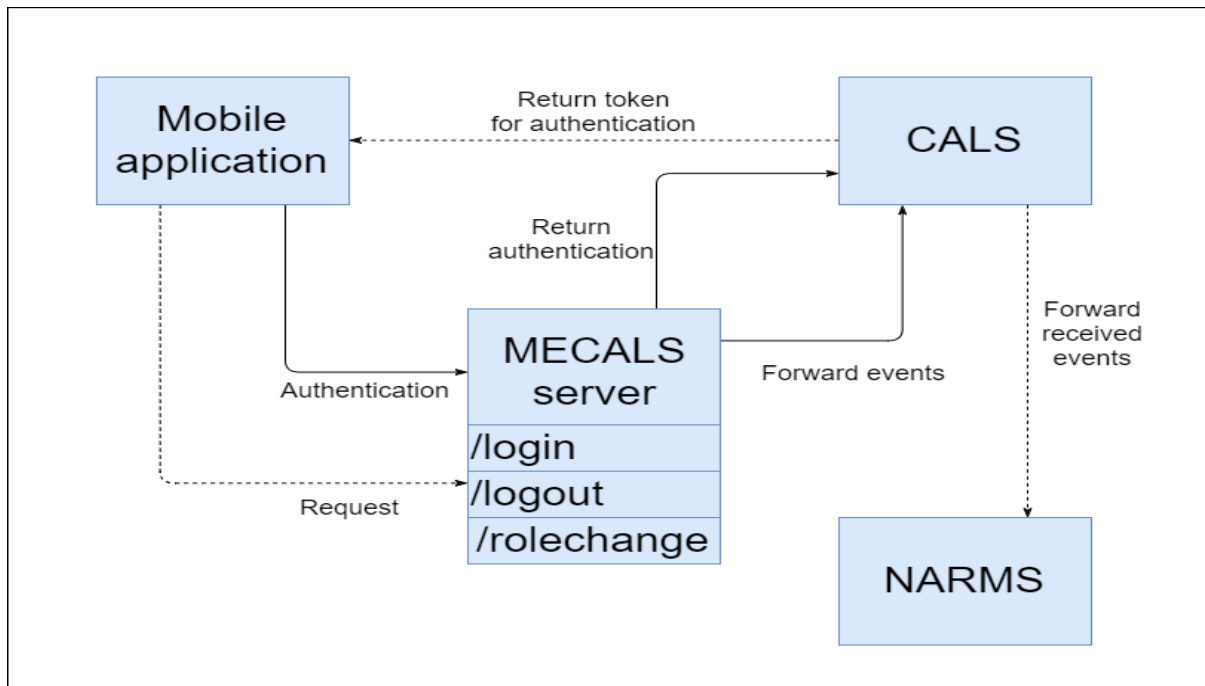 Mobile
application
Return token
for authentication
CALS
Return
authentication
Forward
received
events
MECALS
server
Forward events
Authentication
/login
/logout
Request
/rolechange
NARMS